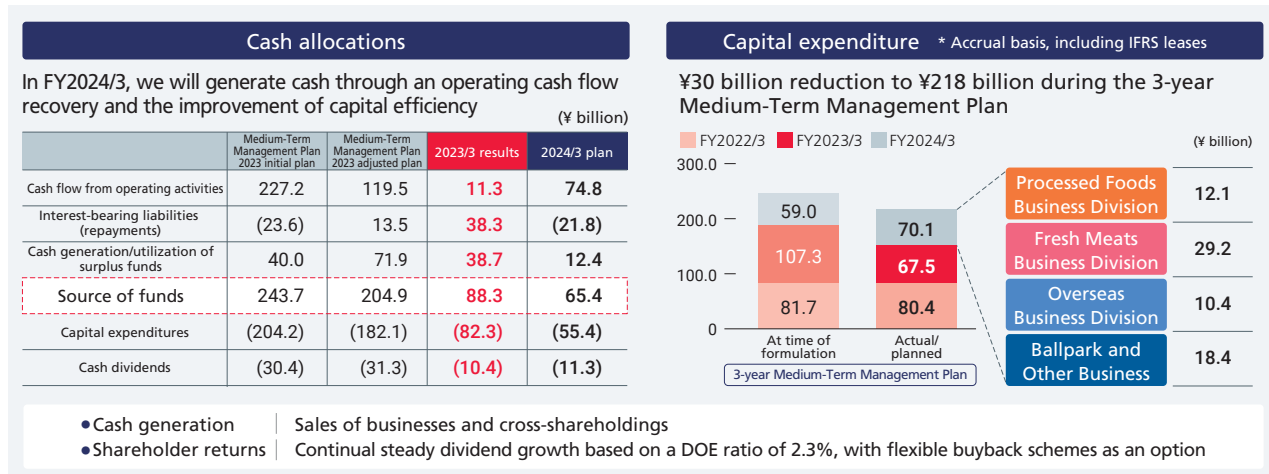 Cash allocations
In FY2024/3, we will generate cash through an operating cash flow
recovery and the improvement of capital efficiency
(¥ billion)
Medium-Term Management Plan 2023 initial plan
Medium-Term Management Plan 2023 adjusted plan
2023/3 results
2024/3 plan
Cash flow from operating activities 227.2 119.5 11.3 74.8
Interest-bearing liabilities (repayments) (23.6) 13.5 38.3 (21.8)
Cash generation/utilization of surplus funds 40.0 71.9 38.7 12.4
Source of funds 243.7 204.9 88.3 65.4
Capital expenditures (204.2) (182.1) (82.3) (55.4)
Cash dividends (30.4) (31.3) (10.4) (11.3)
Capital expenditure * Accrual basis, including IFRS leases
¥30 billion reduction to ¥218 billion during the 3-year
Medium-Term Management Plan
FY2022/3 FY2023/3 FY2024/3
(¥ billion)
300.0
200.0
100.0
0
59.0
107.3
81.7
70.1
67.5
80.4
At time of
formulation
Actual/
planned
3-year Medium-Term Management Plan
Processed Foods
Business Division
12.1
Fresh Meats
Business Division
29.2
Overseas
Business Division
10.4
Ballpark and
Other Business
18.4
●Cash generation Sales of businesses and cross-shareholdings
●Shareholder returns Continual steady dividend growth based on a DOE ratio of 2.3%, with flexible buyback schemes as an option